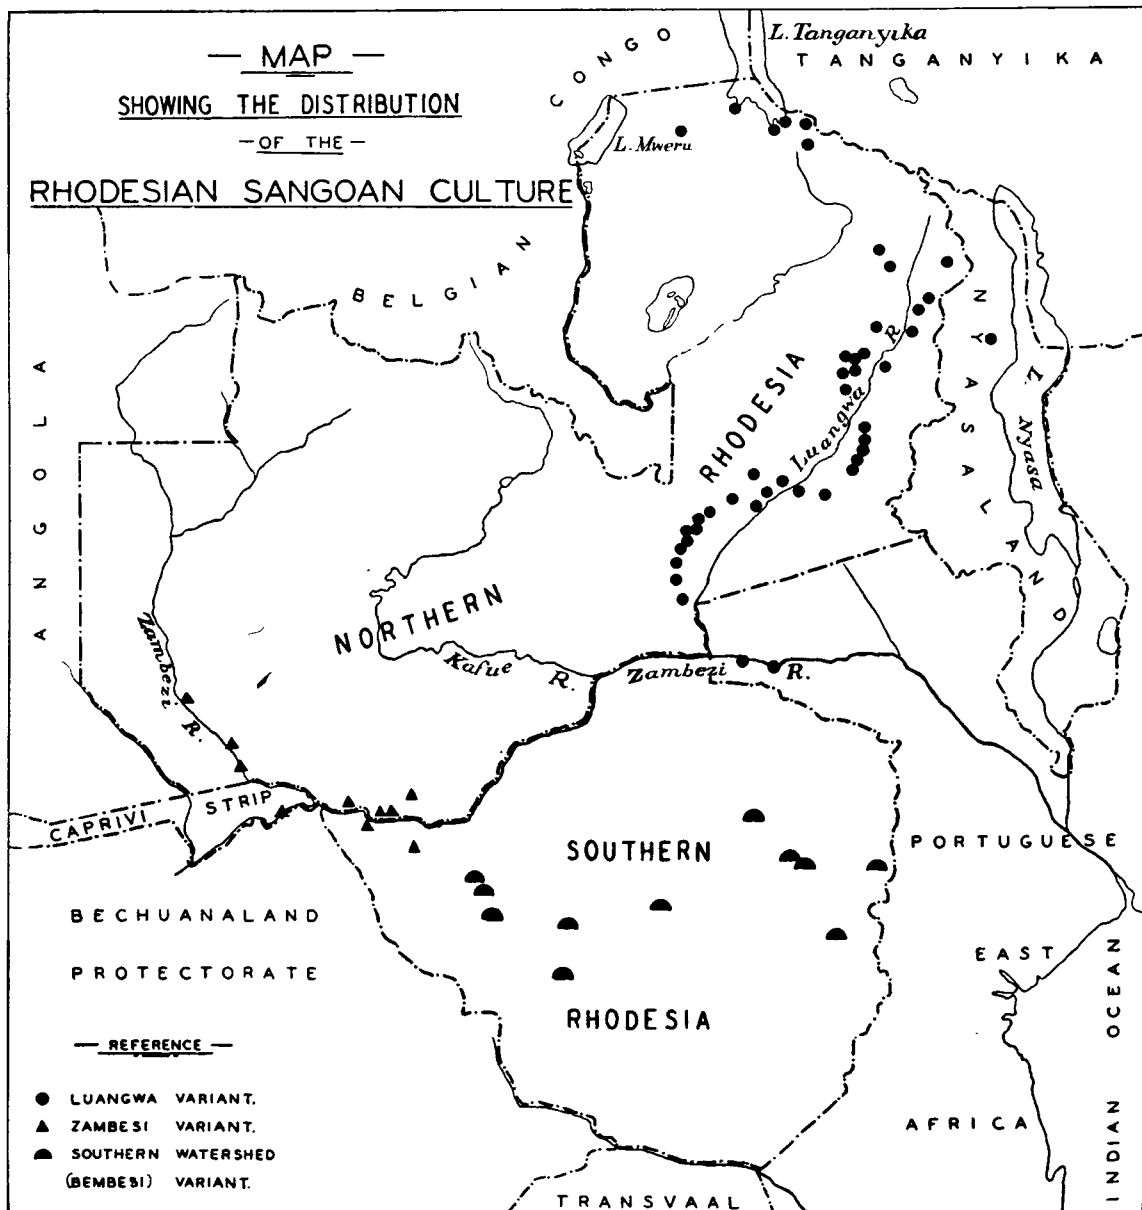 — MAP —
SHOWING THE DISTRIBUTION
— OF THE —
RHODESIAN SANGOAN CULTURE
L. Tanganyika
TANGANYIKA
BELGIAN CONGO
L. Mweru
ANGOLA
NYASALAND
L. Nyasa
Luangwa R
NORTHERN RHODESIA
Zambezi R.
Kafue R.
Zambezi R.
CAPRIVI STRIP
SOUTHERN
RHODESIA
PORTUGUESE
EAST
AFRICA
INDIAN OCEAN
BECHUANALAND
PROTECTORATE
TRANSVAAL
— REFERENCE —
LUANGWA VARIANT.
ZAMBESI VARIANT.
SOUTHERN WATERSHED
(BEMBESI) VARIANT.